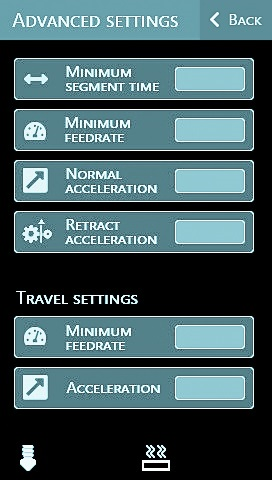 Advanced settings
Back
Minimum
segment time
Minimum
feedrate
Normal
acceleration
Retract
acceleration
Travel settings
Minimum
feedrate
Acceleration